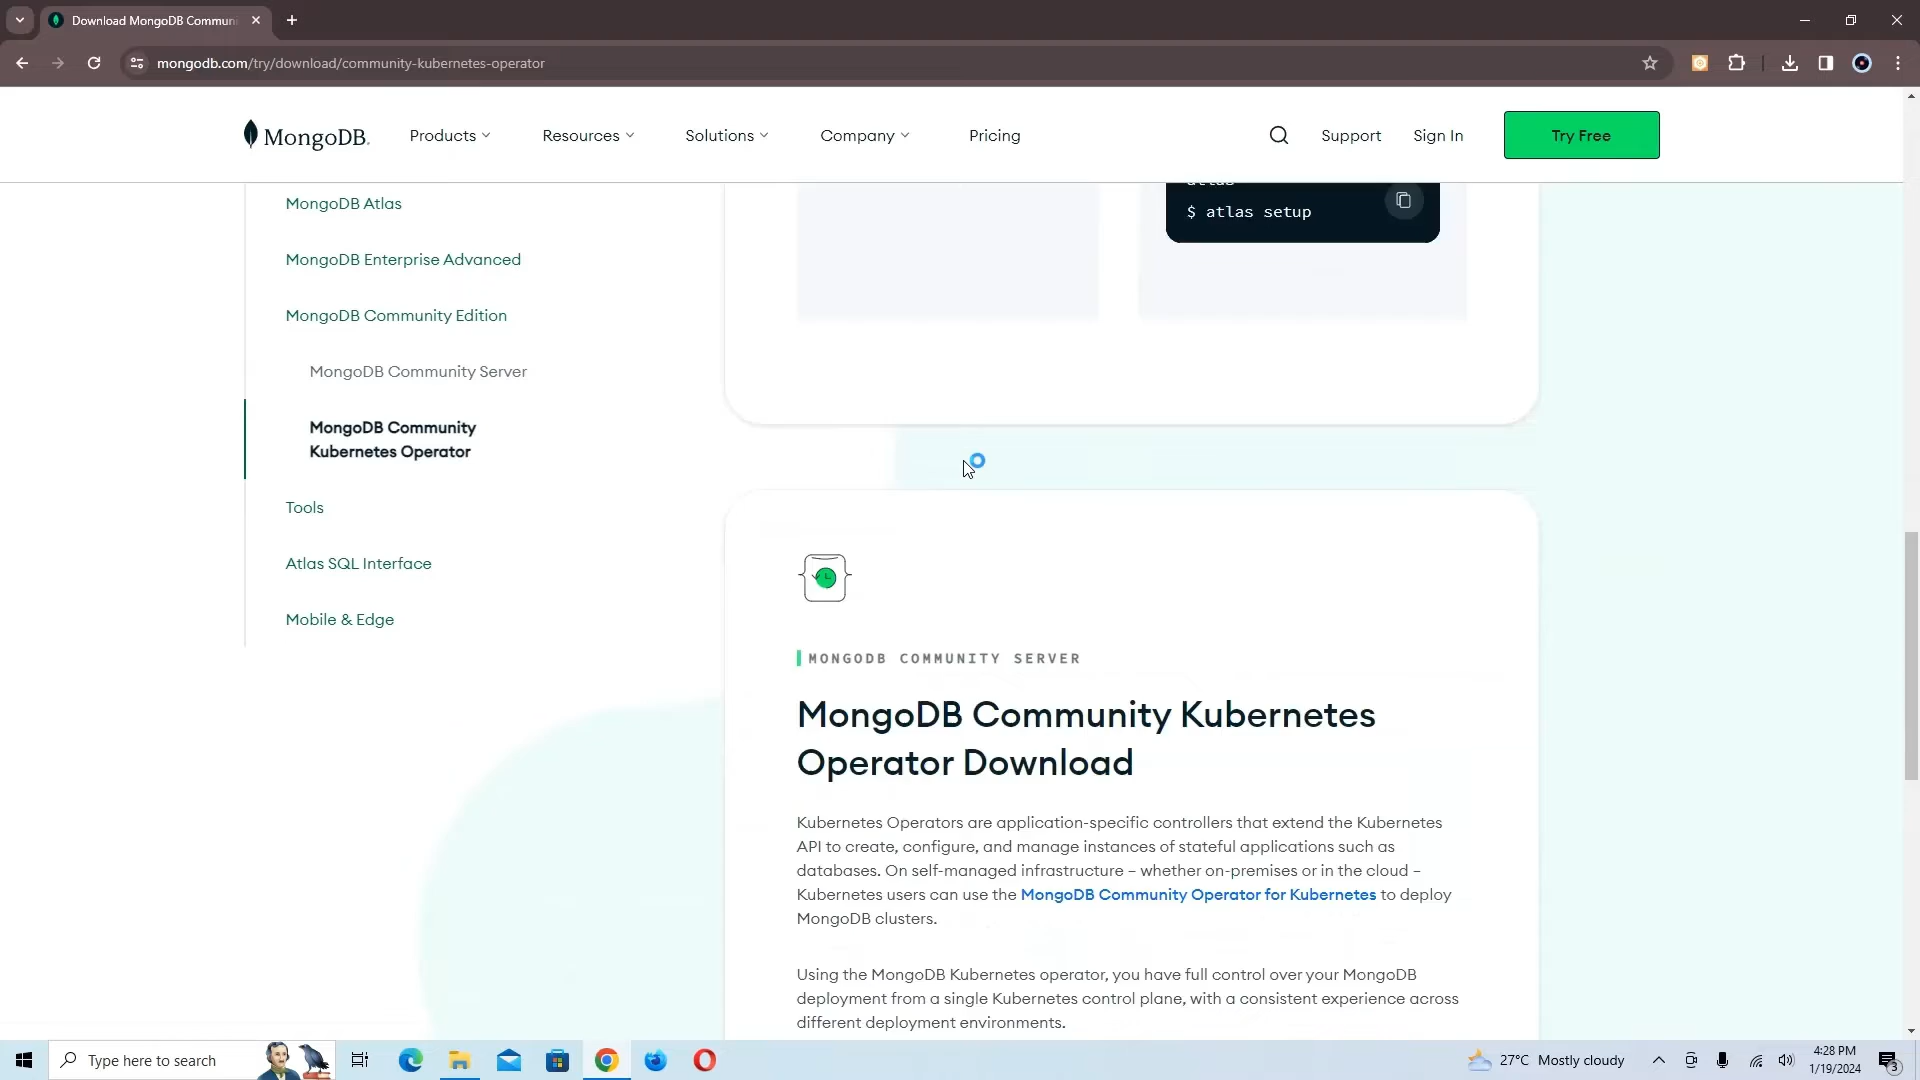 Download MongoDB Communi
mongodb.com/try/download/community-kubernetes-operator
MongoDB.
Products
Resources
Solutions
Company
Pricing
Support
Sign In
Try Free
MongoDB Atlas
MongoDB Enterprise Advanced
MongoDB Community Edition
MongoDB Community Server
MongoDB Community
Kubernetes Operator
Tools
Atlas SQL Interface
Mobile & Edge
atlas
$ atlas setup
MONGODB COMMUNITY SERVER
MongoDB Community Kubernetes
Operator Download
Kubernetes Operators are application-specific controllers that extend the Kubernetes
API to create, configure, and manage instances of stateful applications such as
databases. On self-managed infrastructure – whether on-premises or in the cloud –
Kubernetes users can use the MongoDB Community Operator for Kubernetes to deploy
MongoDB clusters.
Using the MongoDB Kubernetes operator, you have full control over your MongoDB
deployment from a single Kubernetes control plane, with a consistent experience across
different deployment environments.
Type here to search
27°C Mostly cloudy
4:28 PM
1/19/2024
3